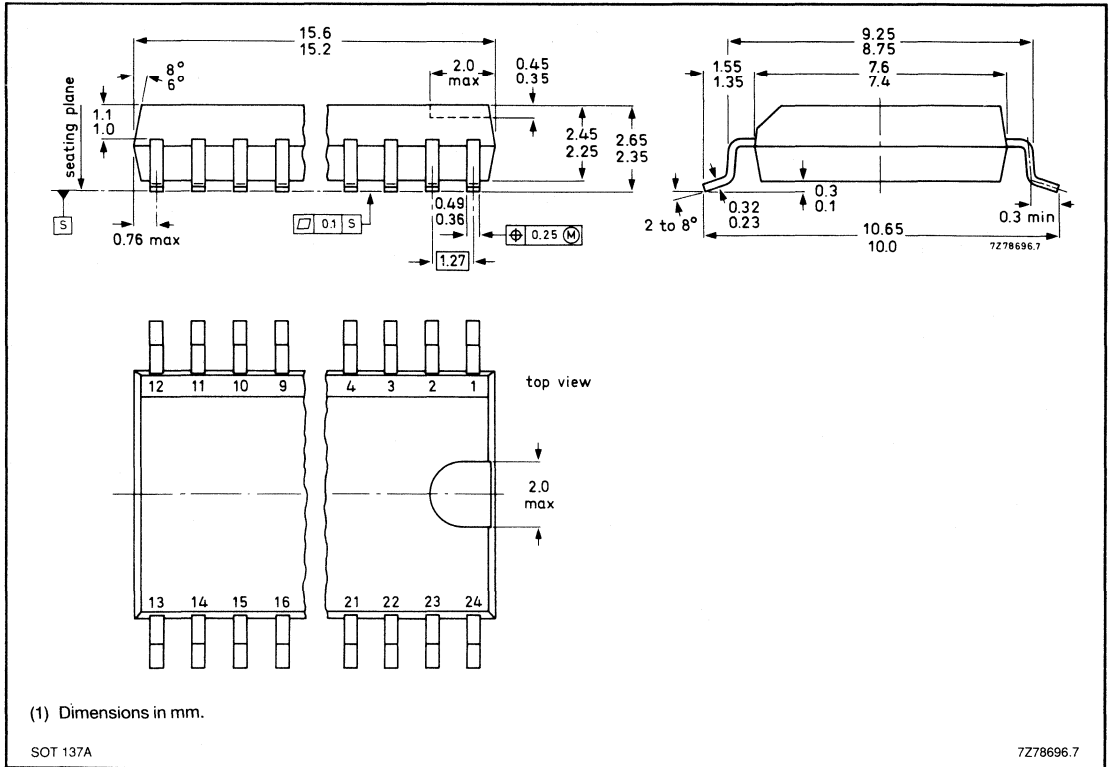 15.6
15.2
8°
6°
2.0
max
0.45
0.35
seating plane
1.1
1.0
2.45
2.25
2.65
2.35
S
0.76 max
▱ 0.1 S
0.49
0.36
⌖ 0.25 Ⓜ
1.27
9.25
8.75
1.55
1.35
7.6
7.4
2 to 8°
0.32
0.23
0.3
0.1
0.3 min
10.65
10.0
7Z78696.7
12 11 10 9 4 3 2 1
top view
2.0
max
13 14 15 16 21 22 23 24
(1) Dimensions in mm.
SOT 137A
7Z78696.7